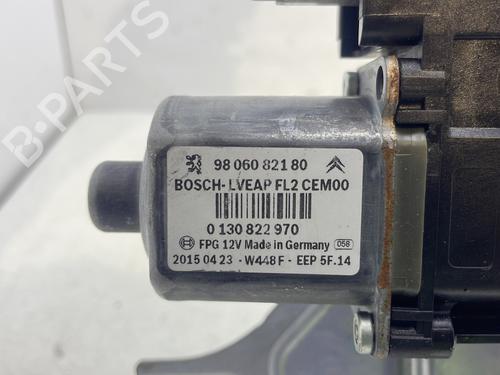 B-PARTS
98 060 821 80
BOSCH-LVEAP FL2 CEM00
0 130 822 970
FPG 12V Made in Germany 058
2015 04 23 - W448F - EEP 5F.14